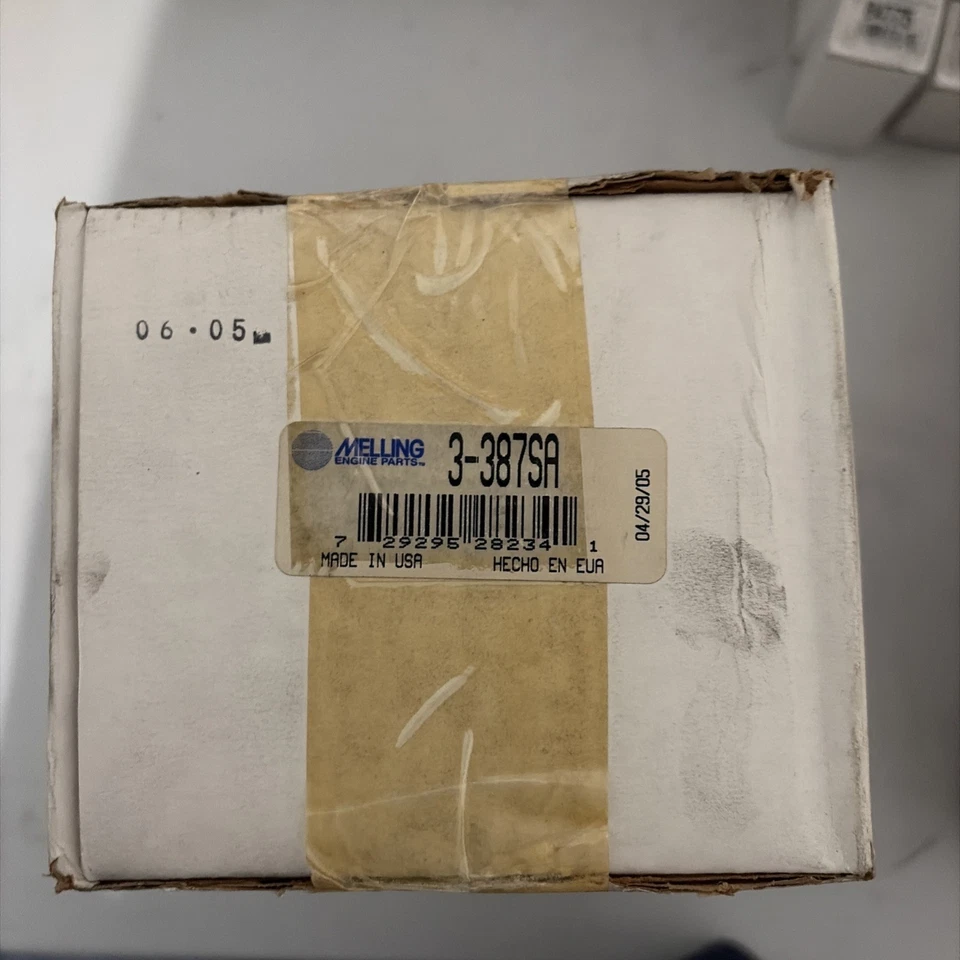 06•05
MELLING
ENGINE PARTS™
3-387SA
7 29295 28234 1
MADE IN USA HECHO EN EUA
04/29/05